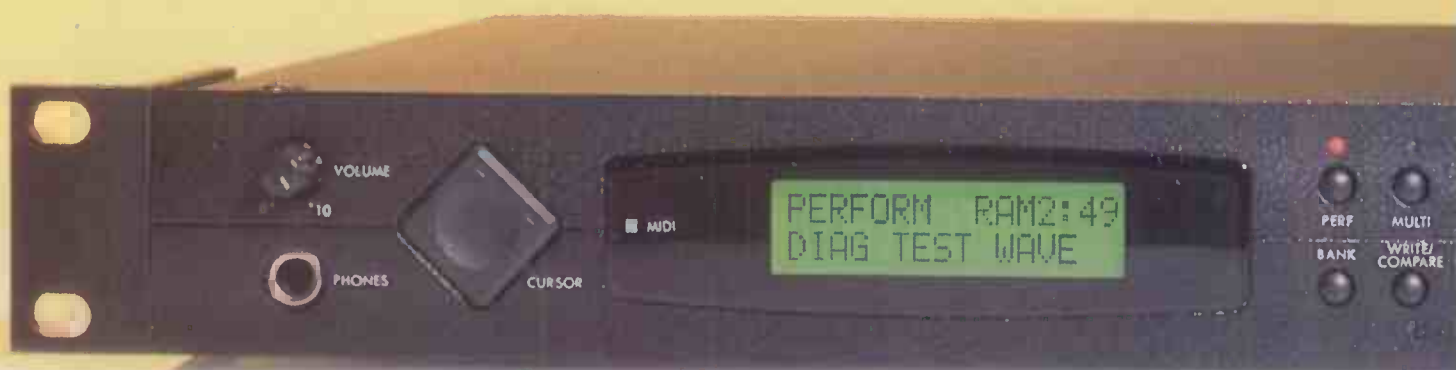 VOLUME
10
PHONES
CURSOR
MIDI
PERFORM RAM2:49
DIAG TEST WAVE
PERF
MULTI
BANK
WRITE/
COMPARE